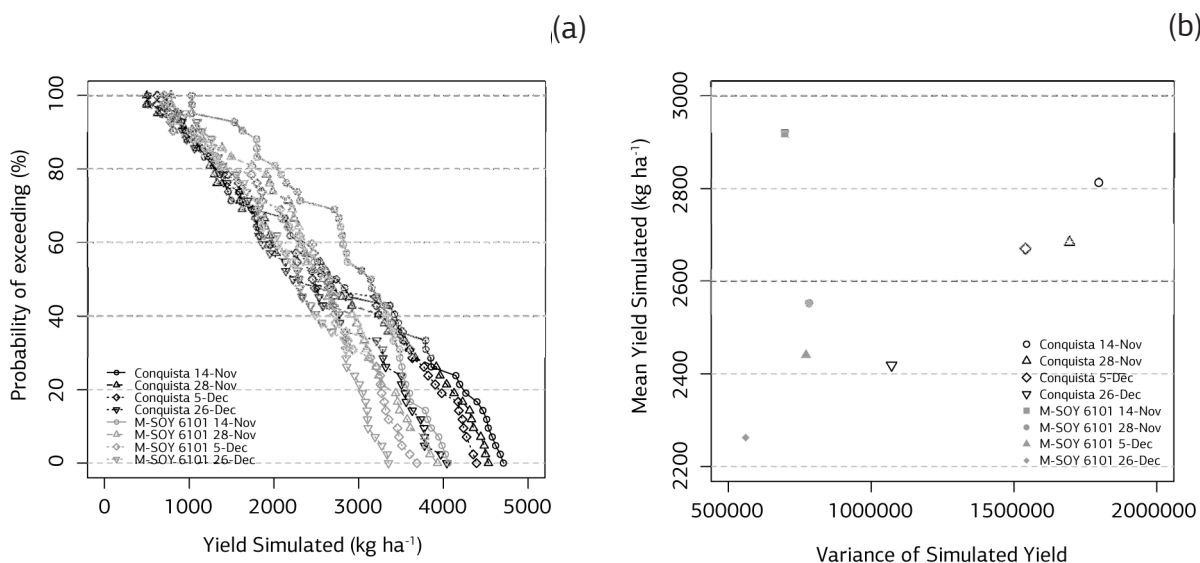 (a)
Probability of exceeding (%)
100
80
60
40
20
0
Conquista 14-Nov
Conquista 28-Nov
Conquista 5-Dec
Conquista 26-Dec
M-SOY 6101 14-Nov
M-SOY 6101 28-Nov
M-SOY 6101 5-Dec
M-SOY 6101 26-Dec
0 1000 2000 3000 4000 5000
Yield Simulated (kg ha⁻¹)
(b)
Mean Yield Simulated (kg ha⁻¹)
3000
2800
2600
2400
2200
Conquista 14-Nov
Conquista 28-Nov
Conquista 5-Dec
Conquista 26-Dec
M-SOY 6101 14-Nov
M-SOY 6101 28-Nov
M-SOY 6101 5-Dec
M-SOY 6101 26-Dec
500000 1000000 1500000 2000000
Variance of Simulated Yield